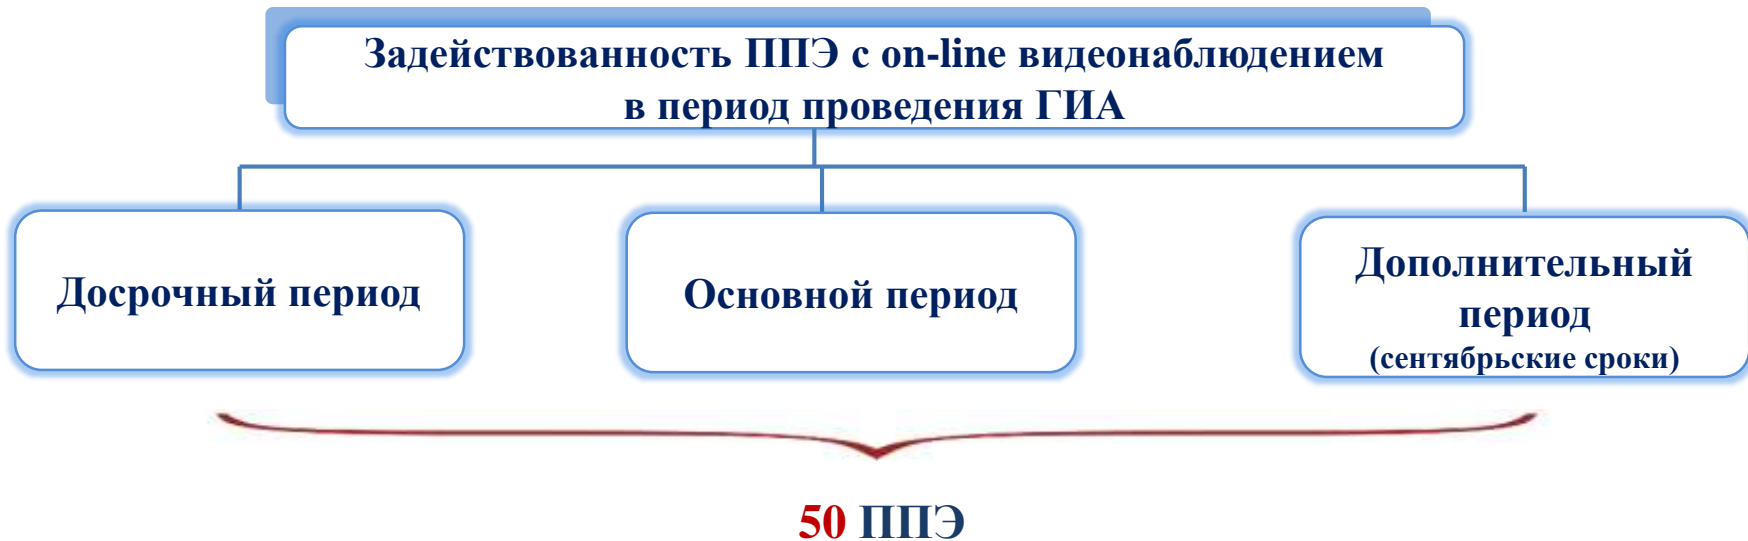 Задействованность ППЭ с on-line видеонаблюдением
в период проведения ГИА
Досрочный период
Основной период
Дополнительный
период
(сентябрьские сроки)
50 ППЭ